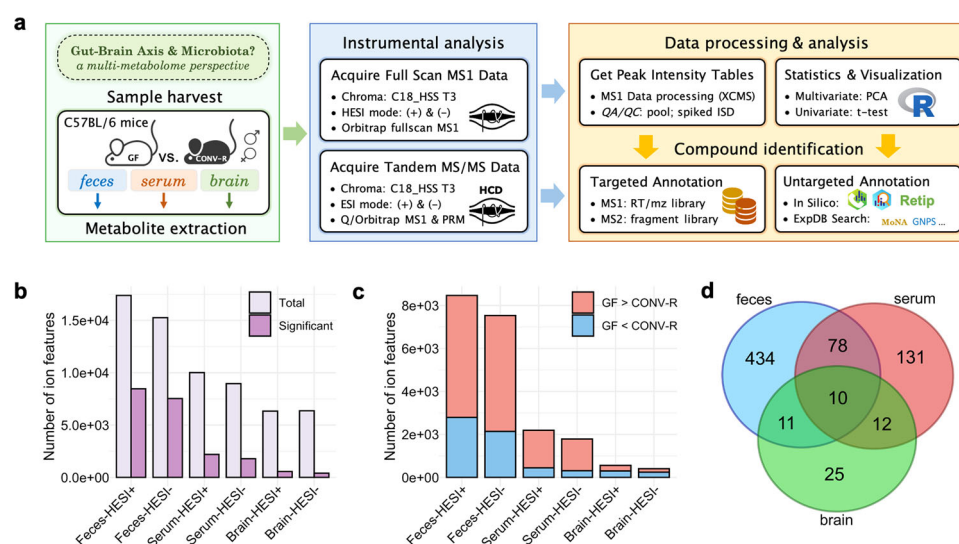 a
Gut-Brain Axis & Microbiota?
a multi-metabolome perspective
Sample harvest
C57BL/6 mice
GF VS. CONV-R
feces serum brain
Metabolite extraction
Instrumental analysis
Acquire Full Scan MS1 Data
• Chroma: C18_HSS T3
• HESI mode: (+) & (–)
• Orbitrap fullscan MS1
Acquire Tandem MS/MS Data
• Chroma: C18_HSS T3
• ESI mode: (+) & (–)
• Q/Orbitrap MS1 & PRM
HCD
Data processing & analysis
Get Peak Intensity Tables
• MS1 Data processing (XCMS)
• QA/QC: pool; spiked ISD
Statistics & Visualization
• Multivariate: PCA
• Univariate: t-test
R
Compound identification
Targeted Annotation
• MS1: RT/mz library
• MS2: fragment library
Untargeted Annotation
• In Silico: Retip
• ExpDB Search: MoNA GNPS ...
b
Number of ion features
1.5e+04
1.0e+04
5.0e+03
0.0e+00
Total
Significant
Feces-HESI+
Feces-HESI-
Serum-HESI+
Serum-HESI-
Brain-HESI+
Brain-HESI-
c
Number of ion features
8e+03
6e+03
4e+03
2e+03
0e+00
GF > CONV-R
GF < CONV-R
Feces-HESI+
Feces-HESI-
Serum-HESI+
Serum-HESI-
Brain-HESI+
Brain-HESI-
d
feces serum
434 78 131
10
11 12
25
brain